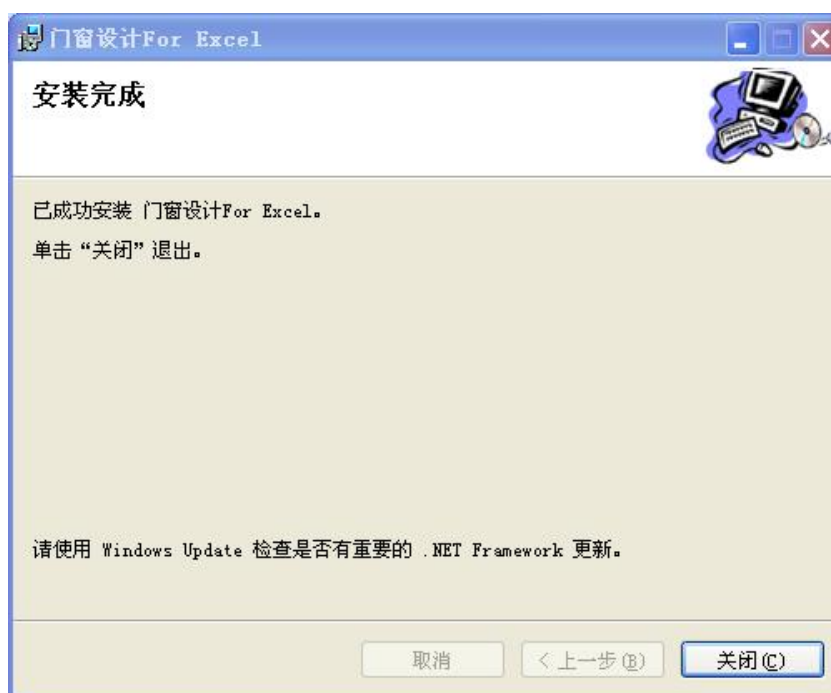 门窗设计For Excel
安装完成
已成功安装 门窗设计For Excel。
单击“关闭”退出。
请使用 Windows Update 检查是否有重要的 .NET Framework 更新。
取消
< 上一步(B)
关闭(C)